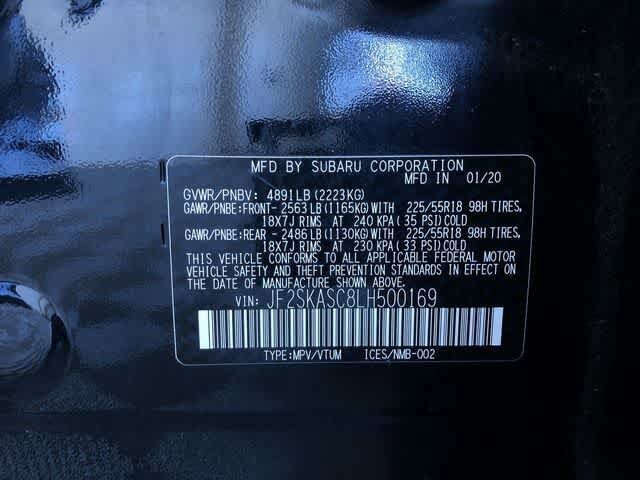 MFD BY SUBARU CORPORATION
MFD IN 01/20
GVWR/PNBV: 4891LB(2223KG)
GAWR/PNBE:FRONT- 2563LB(1165KG)WITH 225/55R18 98H TIRES,
18X7J RIMS AT 240 KPA(35 PSI)COLD
GAWR/PNBE:REAR - 2486LB(1130KG)WITH 225/55R18 98H TIRES,
18X7J RIMS AT 230 KPA(33 PSI)COLD
THIS VEHICLE CONFORMS TO ALL APPLICABLE FEDERAL MOTOR
VEHICLE SAFETY AND THEFT PREVENTION STANDARDS IN EFFECT
ON THE DATE OF MANUFACTURE SHOWN ABOVE.
VIN: JF2SKASC8LH500169
TYPE:MPV/VTUM ICES/NMB-002